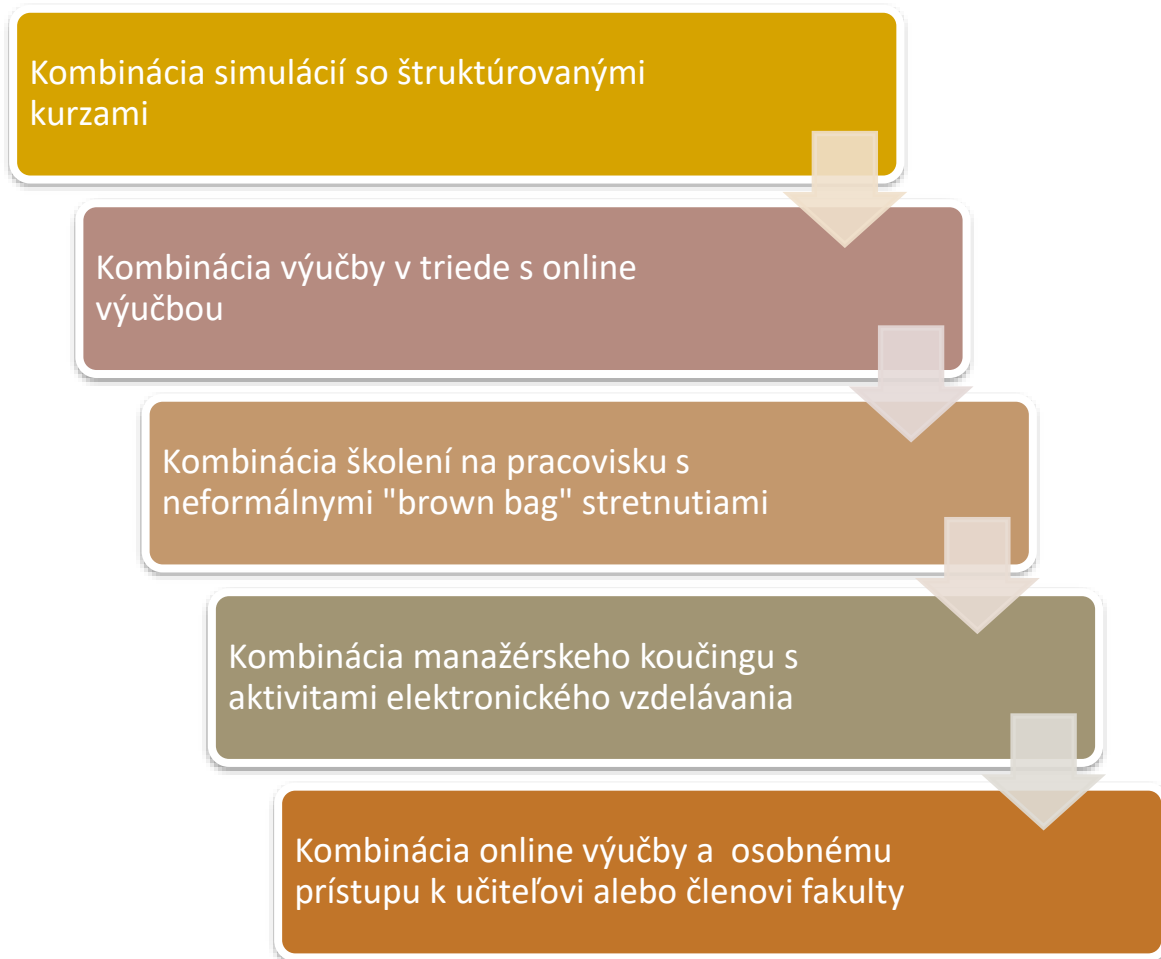 Kombinácia simulácií so štruktúrovanými
kurzami
Kombinácia výučby v triede s online
výučbou
Kombinácia školení na pracovisku s
neformálnymi "brown bag" stretnutiami
Kombinácia manažérskeho koučingu s
aktivitami elektronického vzdelávania
Kombinácia online výučby a  osobnému
prístupu k učiteľovi alebo členovi fakulty